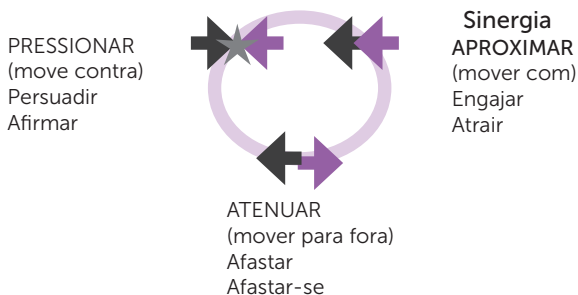 PRESSIONAR
(move contra)
Persuadir
Afirmar
Sinergia
APROXIMAR
(mover com)
Engajar
Atrair
ATENUAR
(mover para fora)
Afastar
Afastar-se